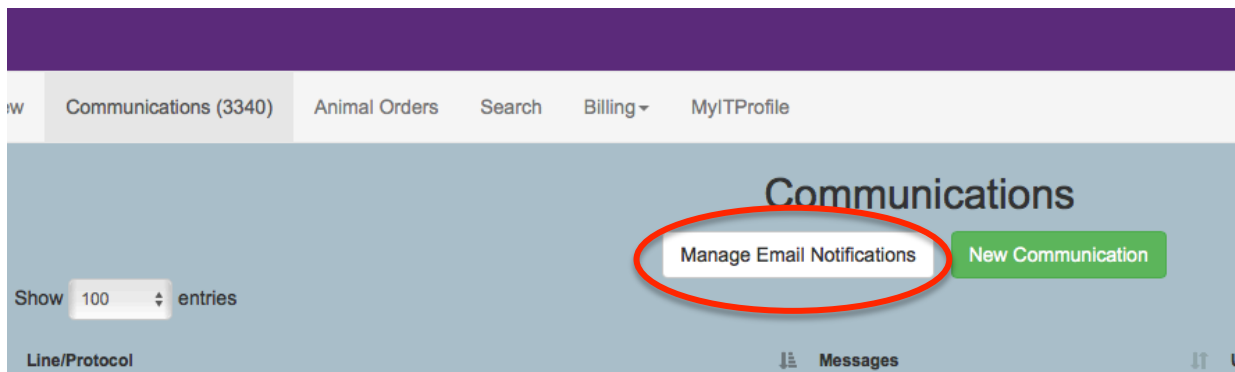 ew Communications (3340) Animal Orders Search Billing MyITProfile
Communications
Manage Email Notifications New Communication
Show 100 entries
Line/Protocol Messages U